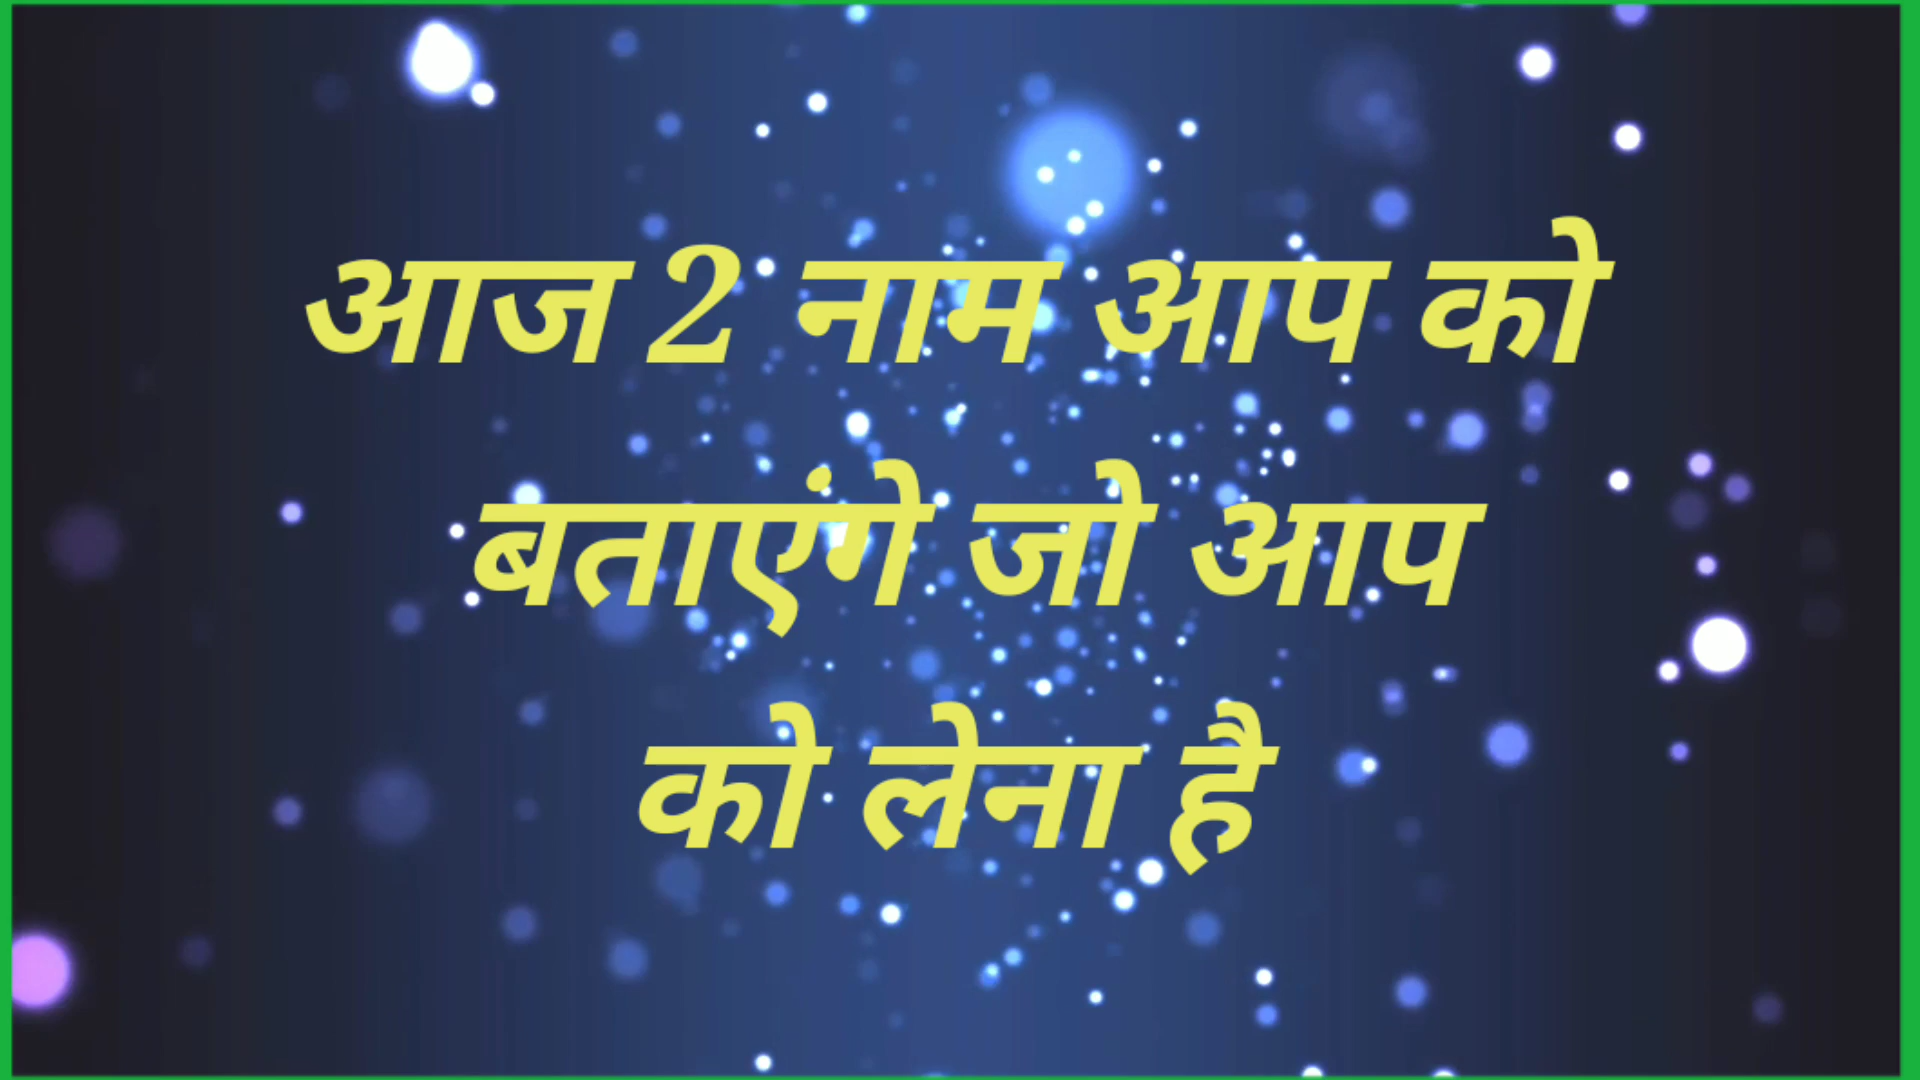 आज 2 नाम आप को
बताएंगे जो आप
को लेना है